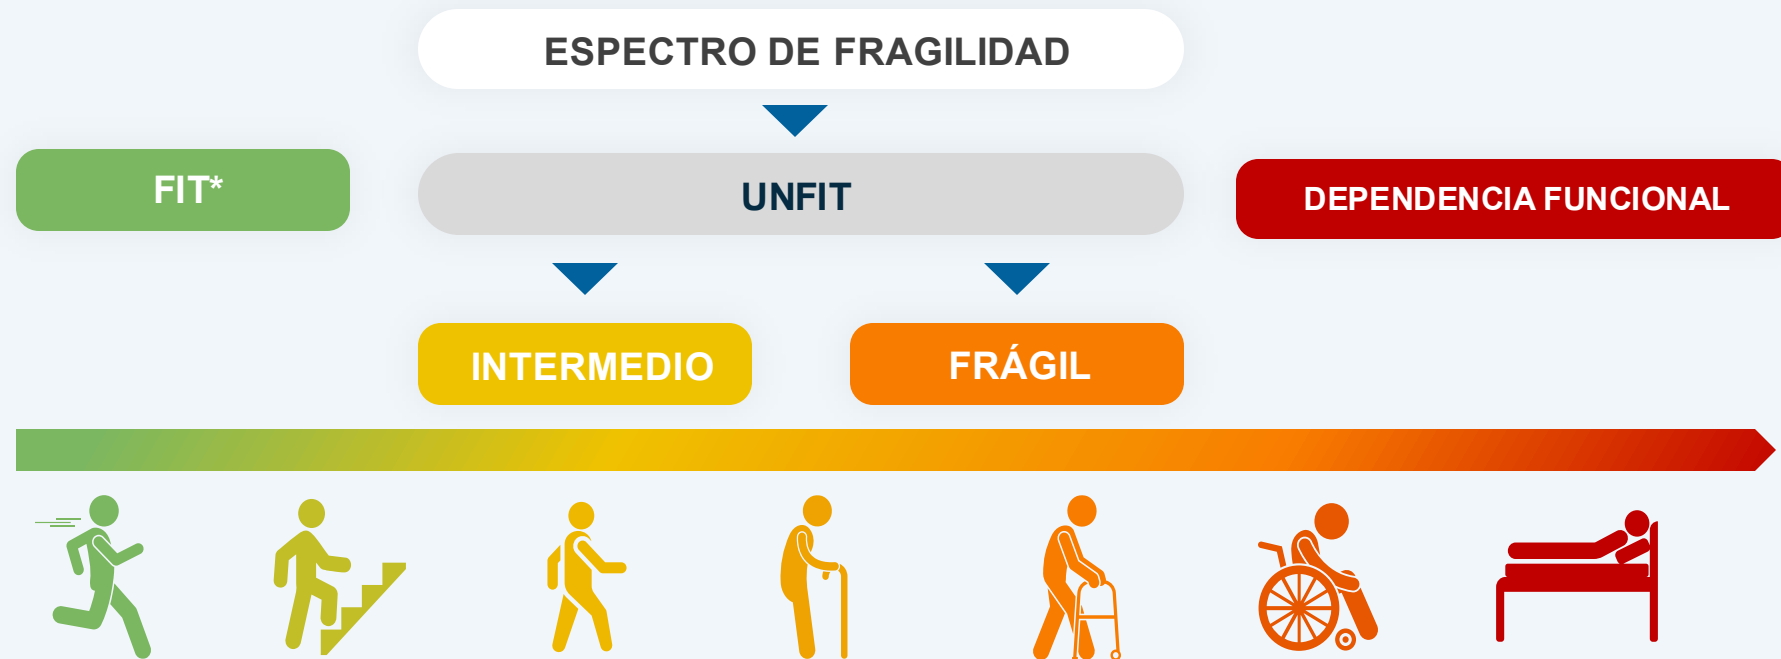 ESPECTRO DE FRAGILIDAD
FIT*
UNFIT
DEPENDENCIA FUNCIONAL
INTERMEDIO
FRÁGIL